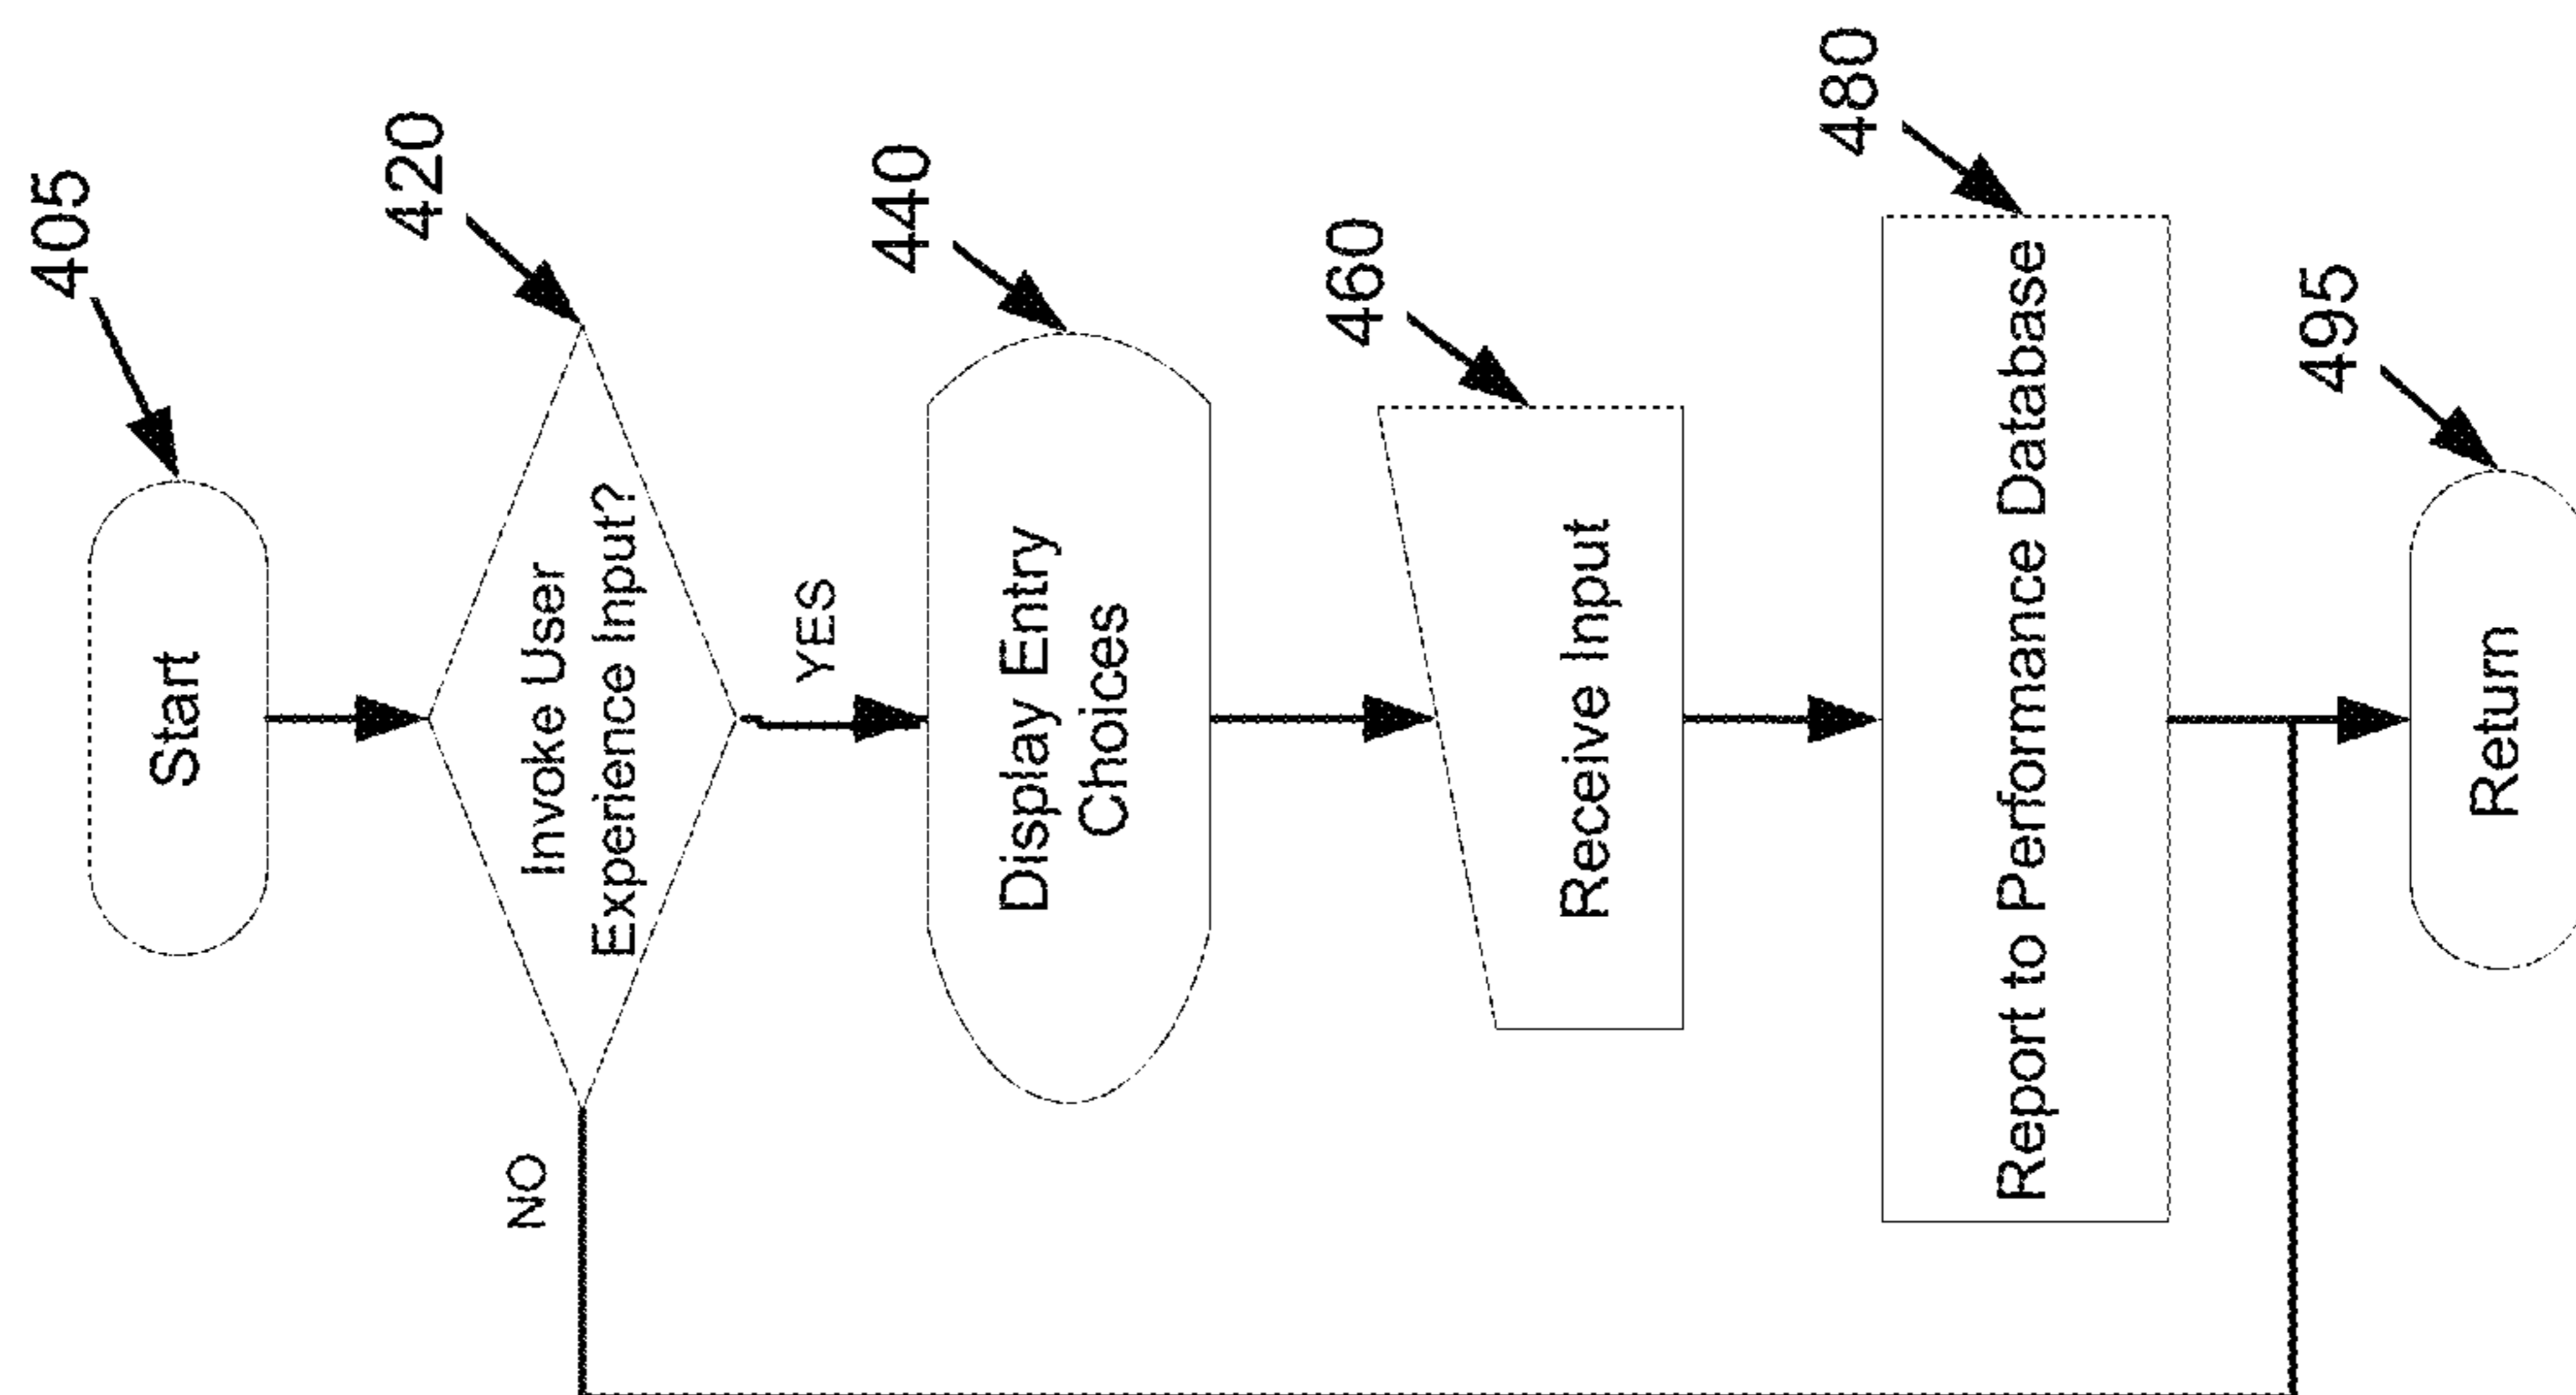 405
Start
420
Invoke User
Experience Input?
NO
YES
440
Display Entry
Choices
460
Receive Input
480
Report to Performance Database
495
Return